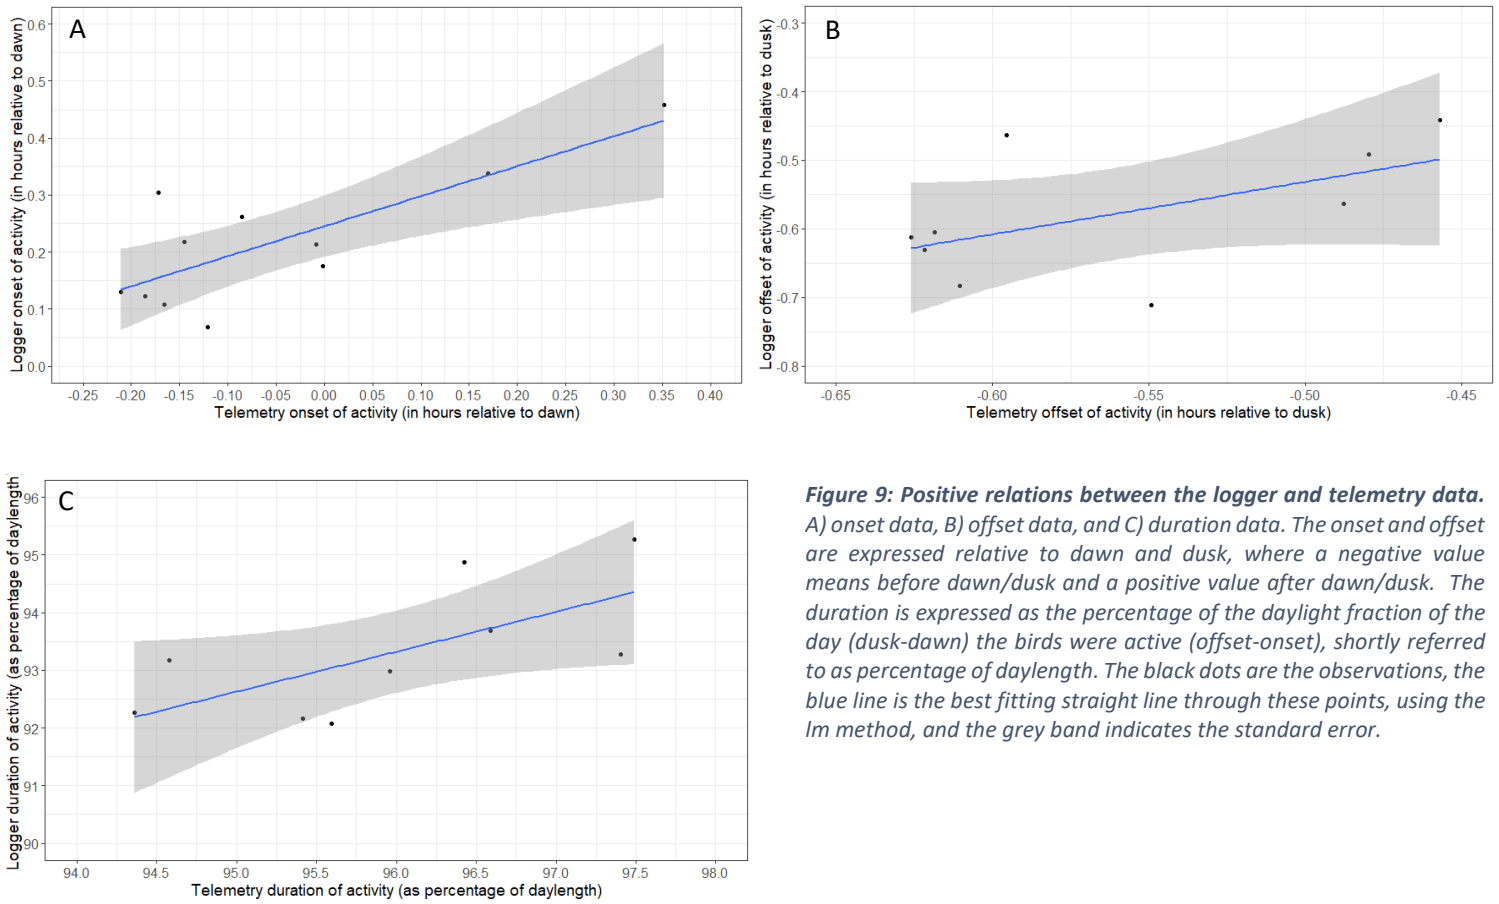 A
Logger onset of activity (in hours relative to dawn)
0.6
0.5
0.4
0.3
0.2
0.1
0.0
-0.25 -0.20 -0.15 -0.10 -0.05 0.00 0.05 0.10 0.15 0.20 0.25 0.30 0.35 0.40
Telemetry onset of activity (in hours relative to dawn)
B
Logger offset of activity (in hours relative to dusk)
-0.3
-0.4
-0.5
-0.6
-0.7
-0.8
-0.65 -0.60 -0.55 -0.50 -0.45
Telemetry offset of activity (in hours relative to dusk)
C
Logger duration of activity (as percentage of daylength
96
95
94
93
92
91
90
94.0 94.5 95.0 95.5 96.0 96.5 97.0 97.5 98.0
Telemetry duration of activity (as percentage of daylength)
Figure 9: Positive relations between the logger and telemetry data.
A) onset data, B) offset data, and C) duration data. The onset and offset
are expressed relative to dawn and dusk, where a negative value
means before dawn/dusk and a positive value after dawn/dusk. The
duration is expressed as the percentage of the daylight fraction of the
day (dusk-dawn) the birds were active (offset-onset), shortly referred
to as percentage of daylength. The black dots are the observations, the
blue line is the best fitting straight line through these points, using the
lm method, and the grey band indicates the standard error.